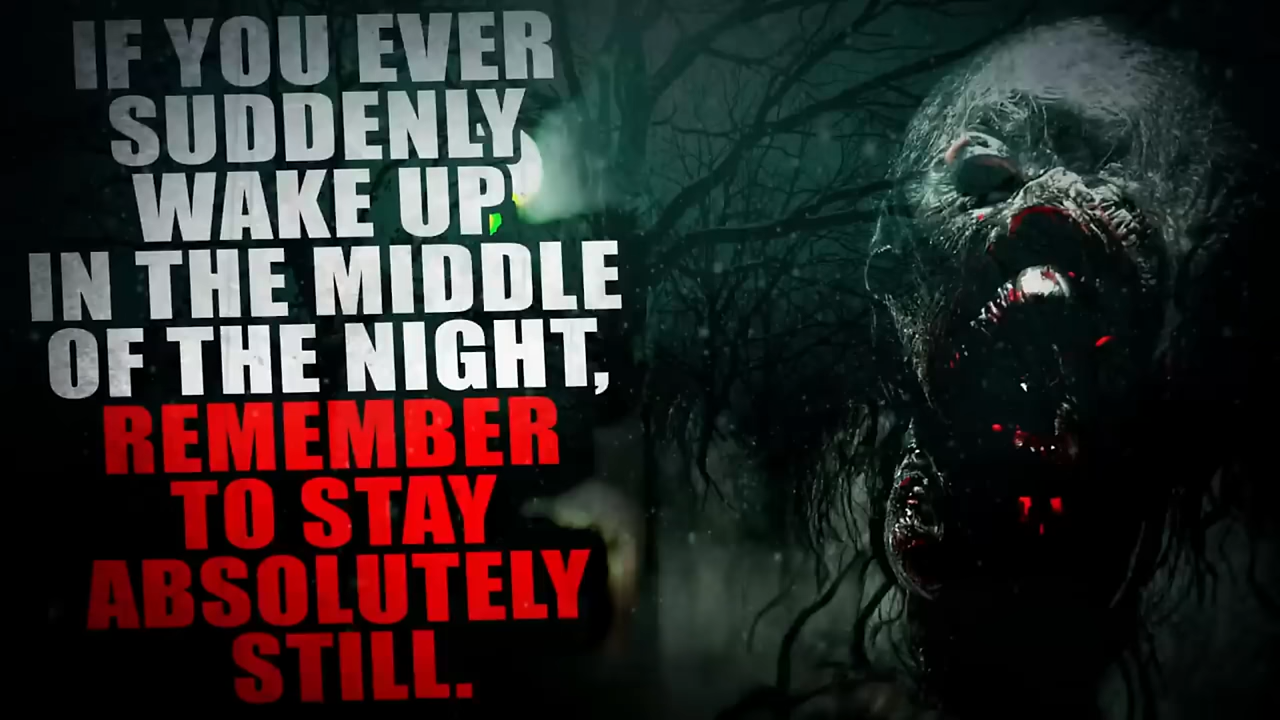 IF YOU EVER
SUDDENLY
WAKE UP
IN THE MIDDLE
OF THE NIGHT,
REMEMBER
TO STAY
ABSOLUTELY
STILL.